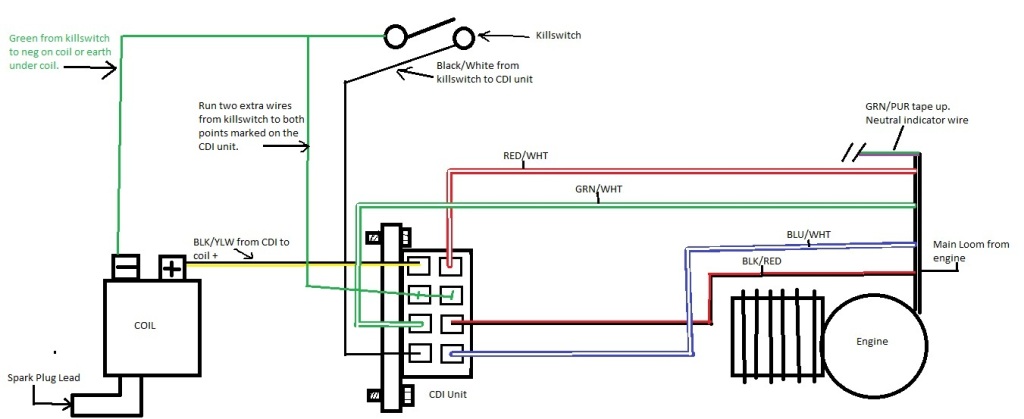 Green from killswitch
to neg on coil or earth
under coil.
Killswitch
Black/White from
killswitch to CDI unit
Run two extra wires
from killswitch to both
points marked on the
CDI unit.
GRN/PUR tape up.
Neutral indicator wire
RED/WHT
GRN/WHT
BLU/WHT
BLK/RED
Main Loom from
engine
BLK/YLW from CDI to
coil +
COIL
Engine
Spark Plug Lead
CDI Unit